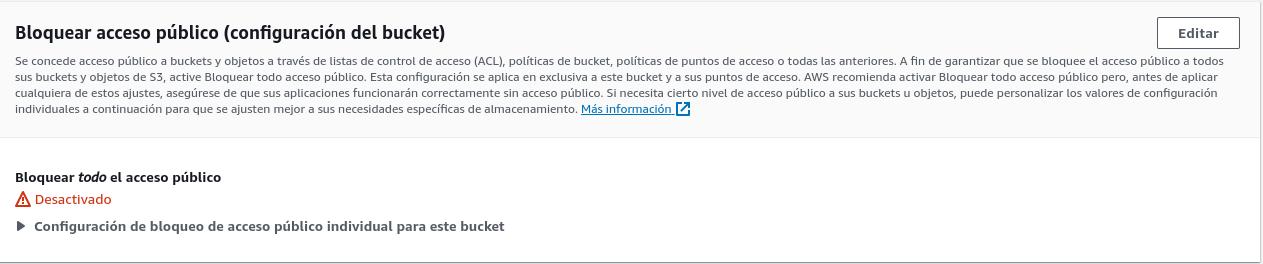 Bloquear acceso público (configuración del bucket)
Editar
Se concede acceso público a buckets y objetos a través de listas de control de acceso (ACL), políticas de bucket, políticas de puntos de acceso o todas las anteriores. A fin de garantizar que se bloquee el acceso público a todos
sus buckets y objetos de S3, active Bloquear todo acceso público. Esta configuración se aplica en exclusiva a este bucket y a sus puntos de acceso. AWS recomienda activar Bloquear todo acceso público pero, antes de aplicar
cualquiera de estos ajustes, asegúrese de que sus aplicaciones funcionarán correctamente sin acceso público. Si necesita cierto nivel de acceso público a sus buckets u objetos, puede personalizar los valores de configuración
individuales a continuación para que se ajusten mejor a sus necesidades específicas de almacenamiento. Más información
Bloquear todo el acceso público
Desactivado
Configuración de bloqueo de acceso público individual para este bucket